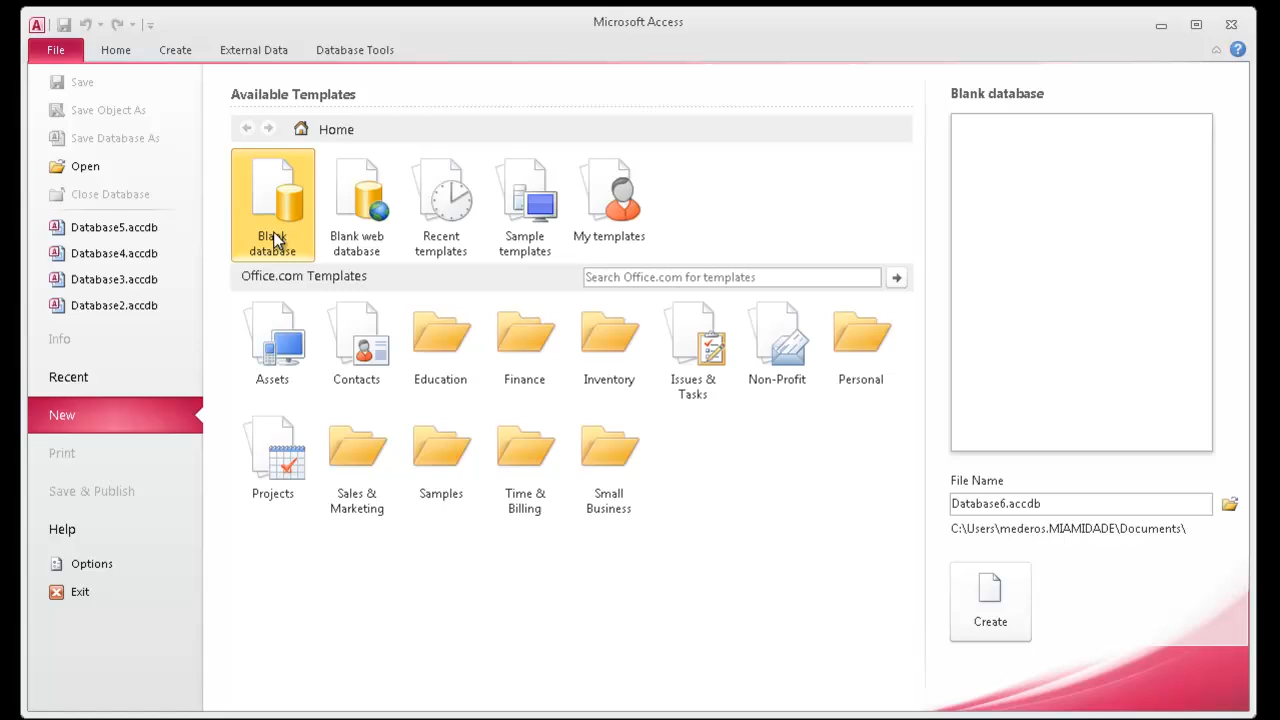 Microsoft Access
File Home Create External Data Database Tools
Save
Save Object As
Save Database As
Open
Close Database
Database5.accdb
Database4.accdb
Database3.accdb
Database2.accdb
Info
Recent
New
Print
Save & Publish
Help
Options
Exit
Available Templates
Home
Blank
database
Blank web
database
Recent
templates
Sample
templates
My templates
Office.com Templates
Search Office.com for templates
Assets
Contacts
Education
Finance
Inventory
Issues &
Tasks
Non-Profit
Personal
Projects
Sales &
Marketing
Samples
Time &
Billing
Small
Business
Blank database
File Name
Database6.accdb
C:\Users\mederos.MIAMIDADE\Documents\
Create